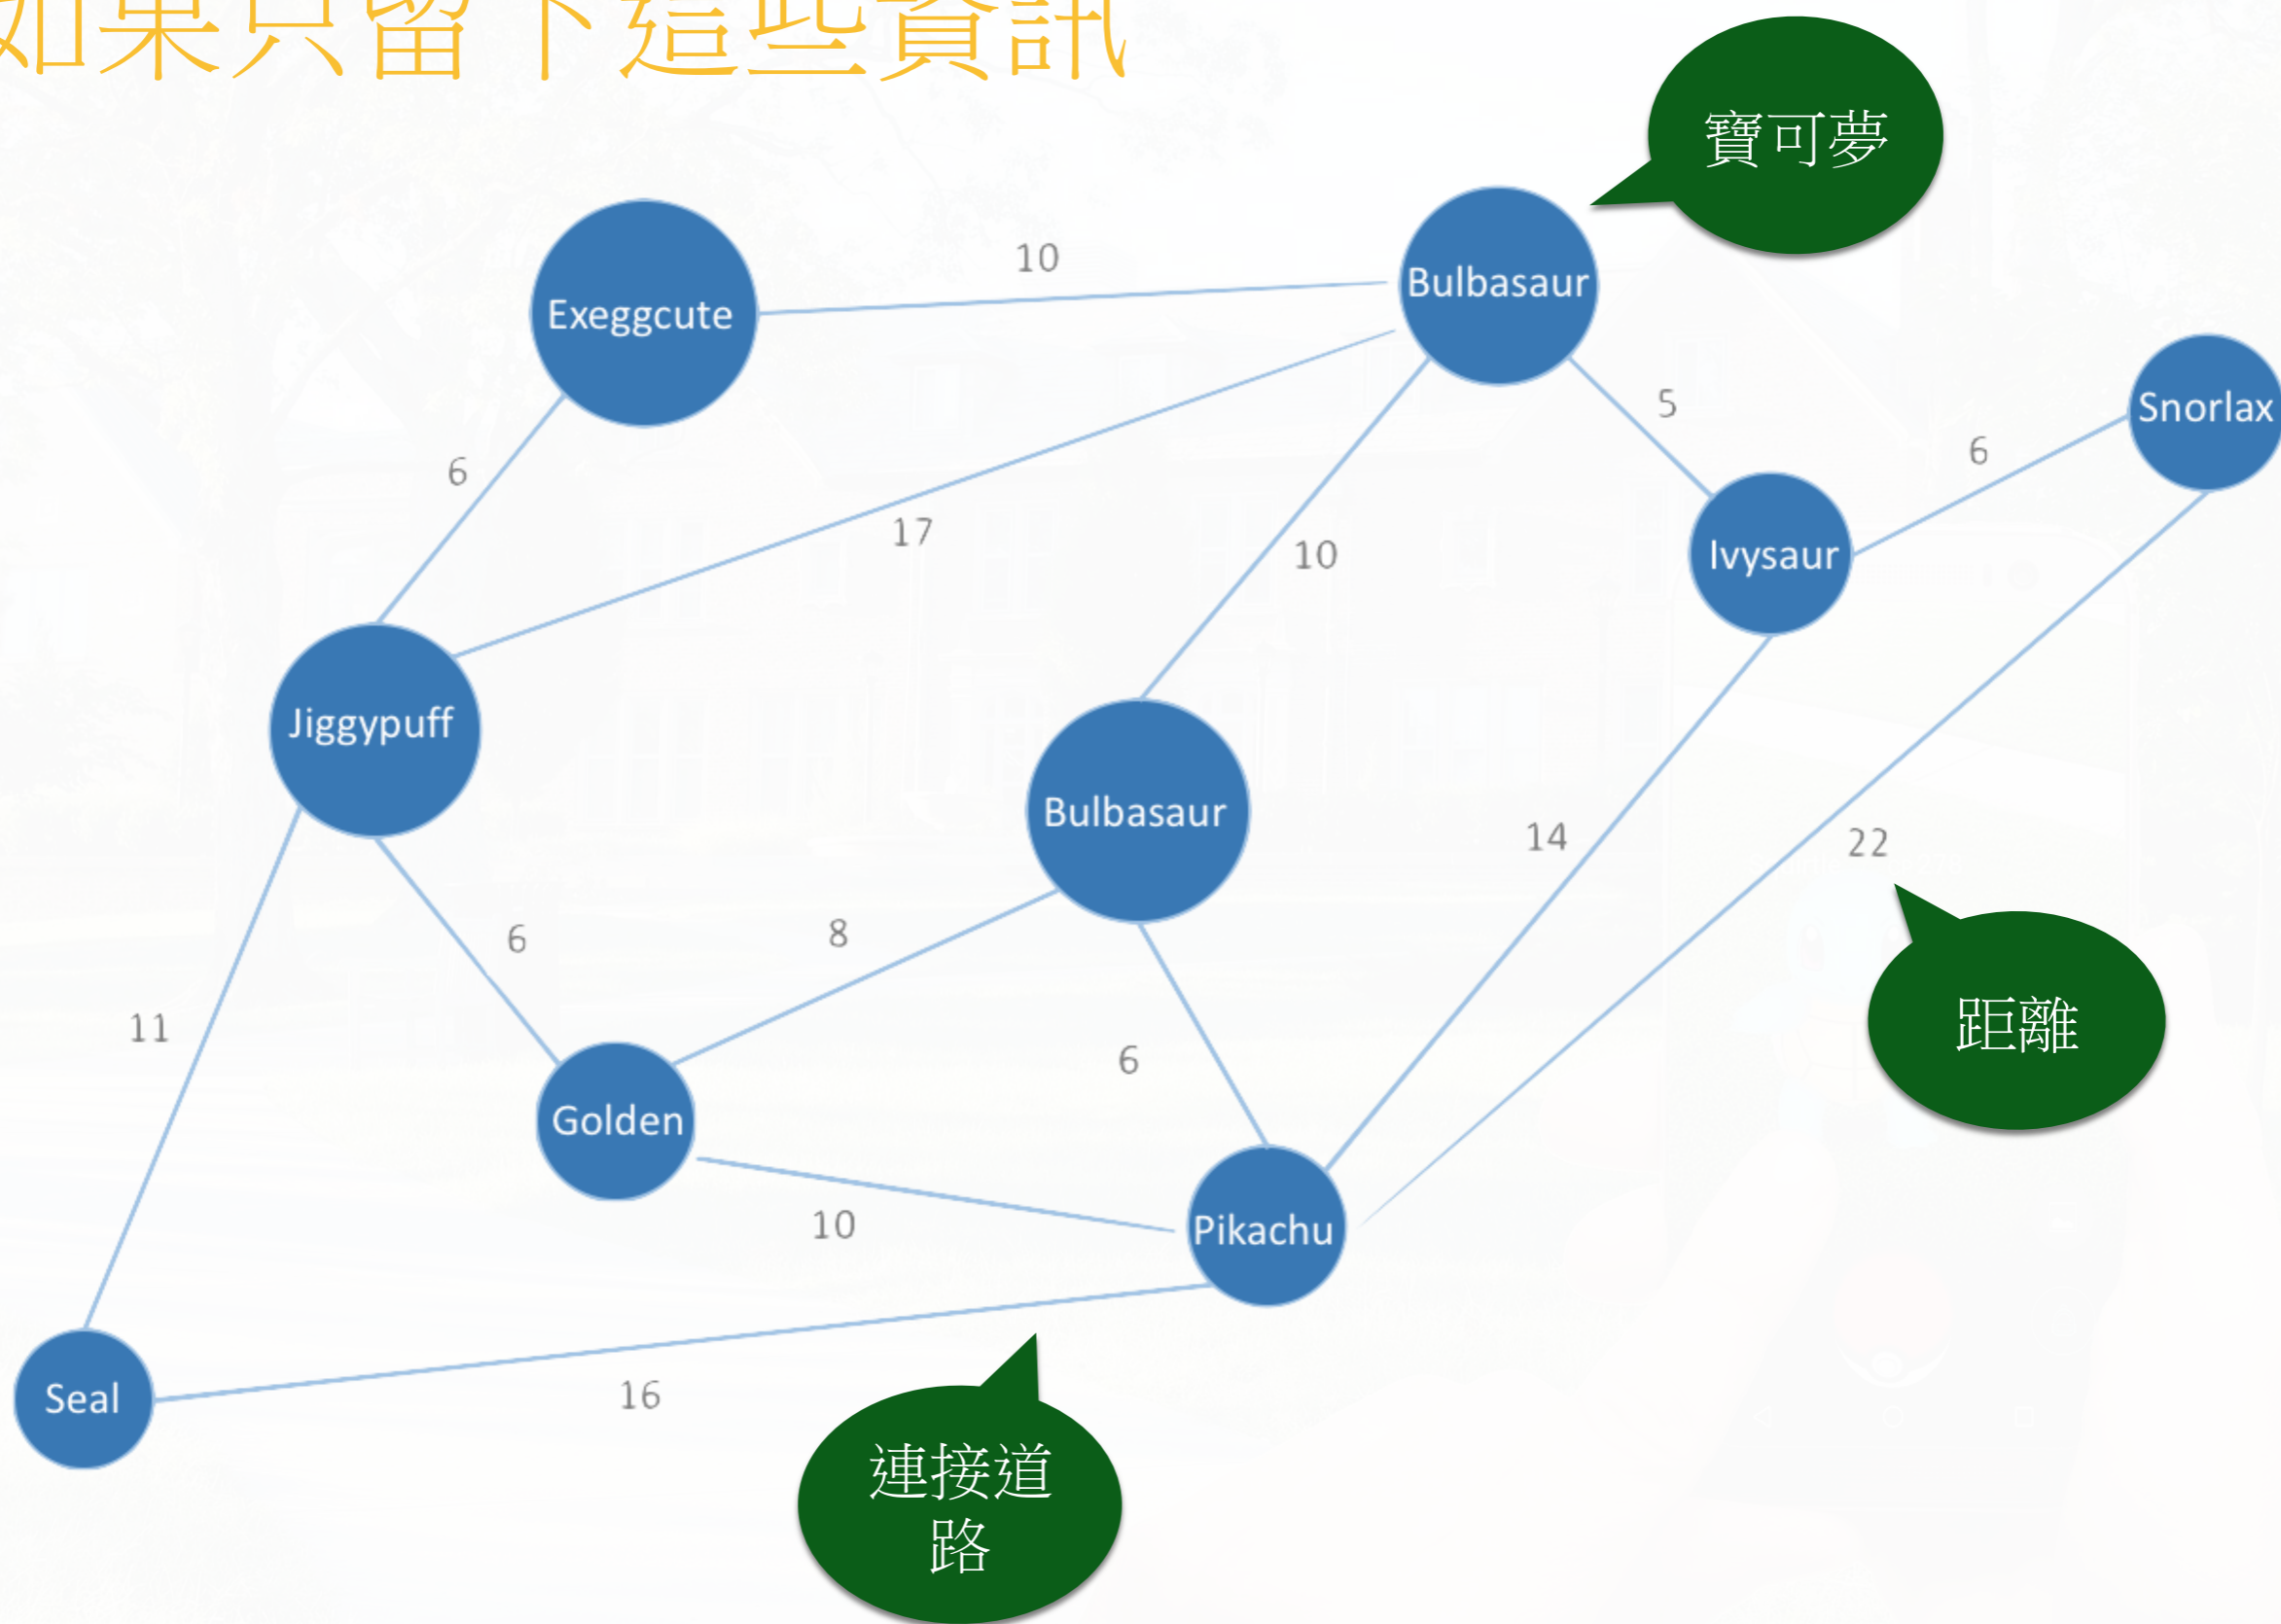 如果只留下這些資訊
寶可夢
10
Bulbasaur
Exeggcute
5
Snorlax
6
6
17
10
Ivysaur
Jiggypuff
Bulbasaur
14
22
6
8
11
距離
6
Golden
10
Pikachu
16
Seal
連接道
路